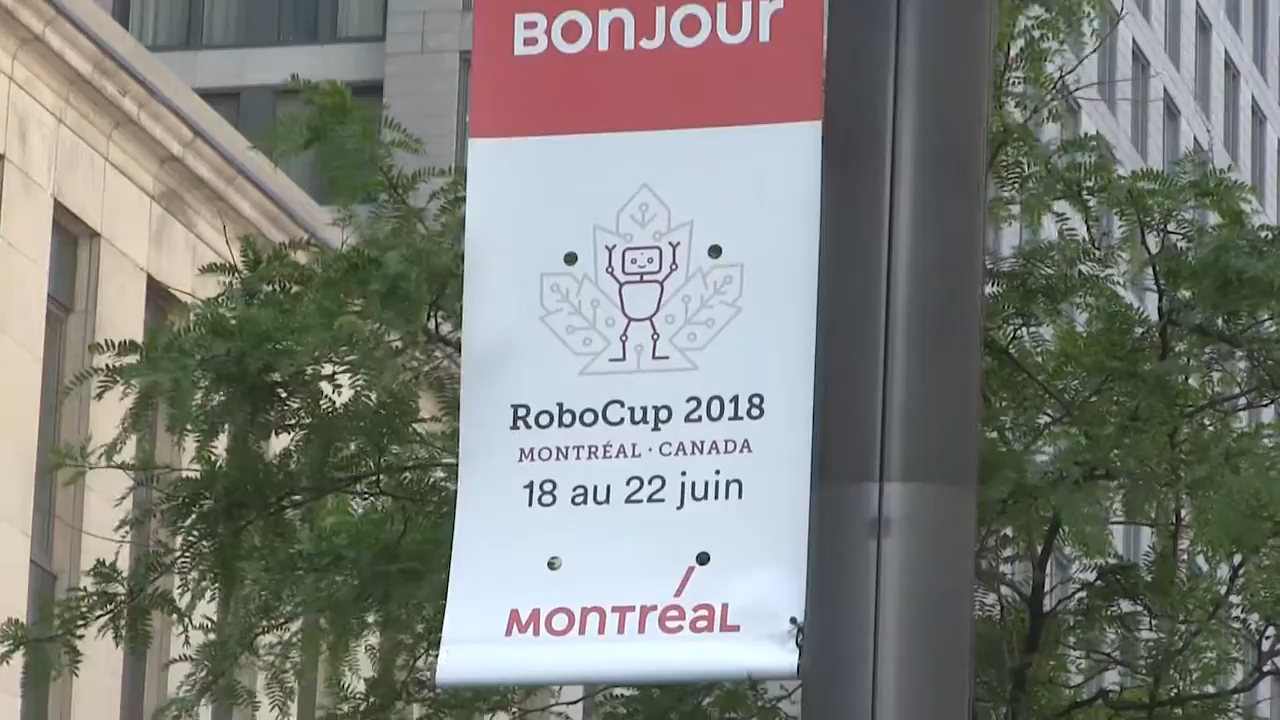 BONJOUr
RoboCup 2018
MONTRÉAL · CANADA
18 au 22 juin
MONTréaL